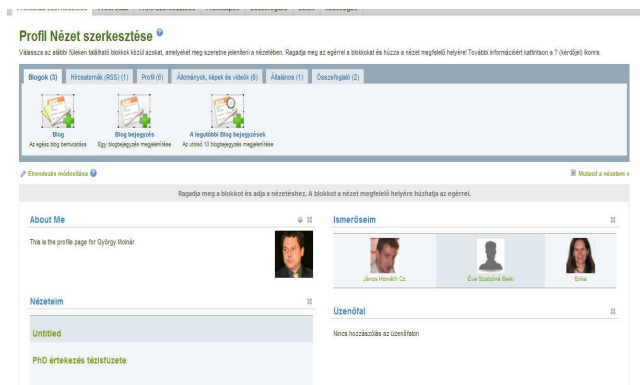 Profil Nézet szerkesztése
Válassza az alábbi füleken található blokkok közül azokat, amelyeket meg szeretne jeleníteni a nézetében. Ragadja meg az egérrel a blokkokat és húzza a nézet megfelelő helyére! További információért kattintson a ? (kérdőjel) ikonra.
Blogok (3) Hírcsatornák (RSS) (1) Profil (6) Állományok, képek és videók (6) Általános (1) Összefoglaló (2)
Blog Blog bejegyzés A legutóbbi Blog bejegyzések
Az egész blog bemutatása Egy blogbejegyzés megjelenítése Az utolsó 10 blogbejegyzés megjelenítése
Elrendezés módosítása Mutasd a nézetem »
Ragadja meg a blokkot és adja a nézetéshez. A blokkot a nézet megfelelő helyére húzhatja az egérrel.
About Me
This is the profile page for György Molnár
Ismerőseim
János Horváth Cz. Éva Szabóné Berki Erika
Nézeteim
Untitled
PhD értekezés tézisfüzete
Üzenőfal
Nincs hozzászólás az üzenőfalon